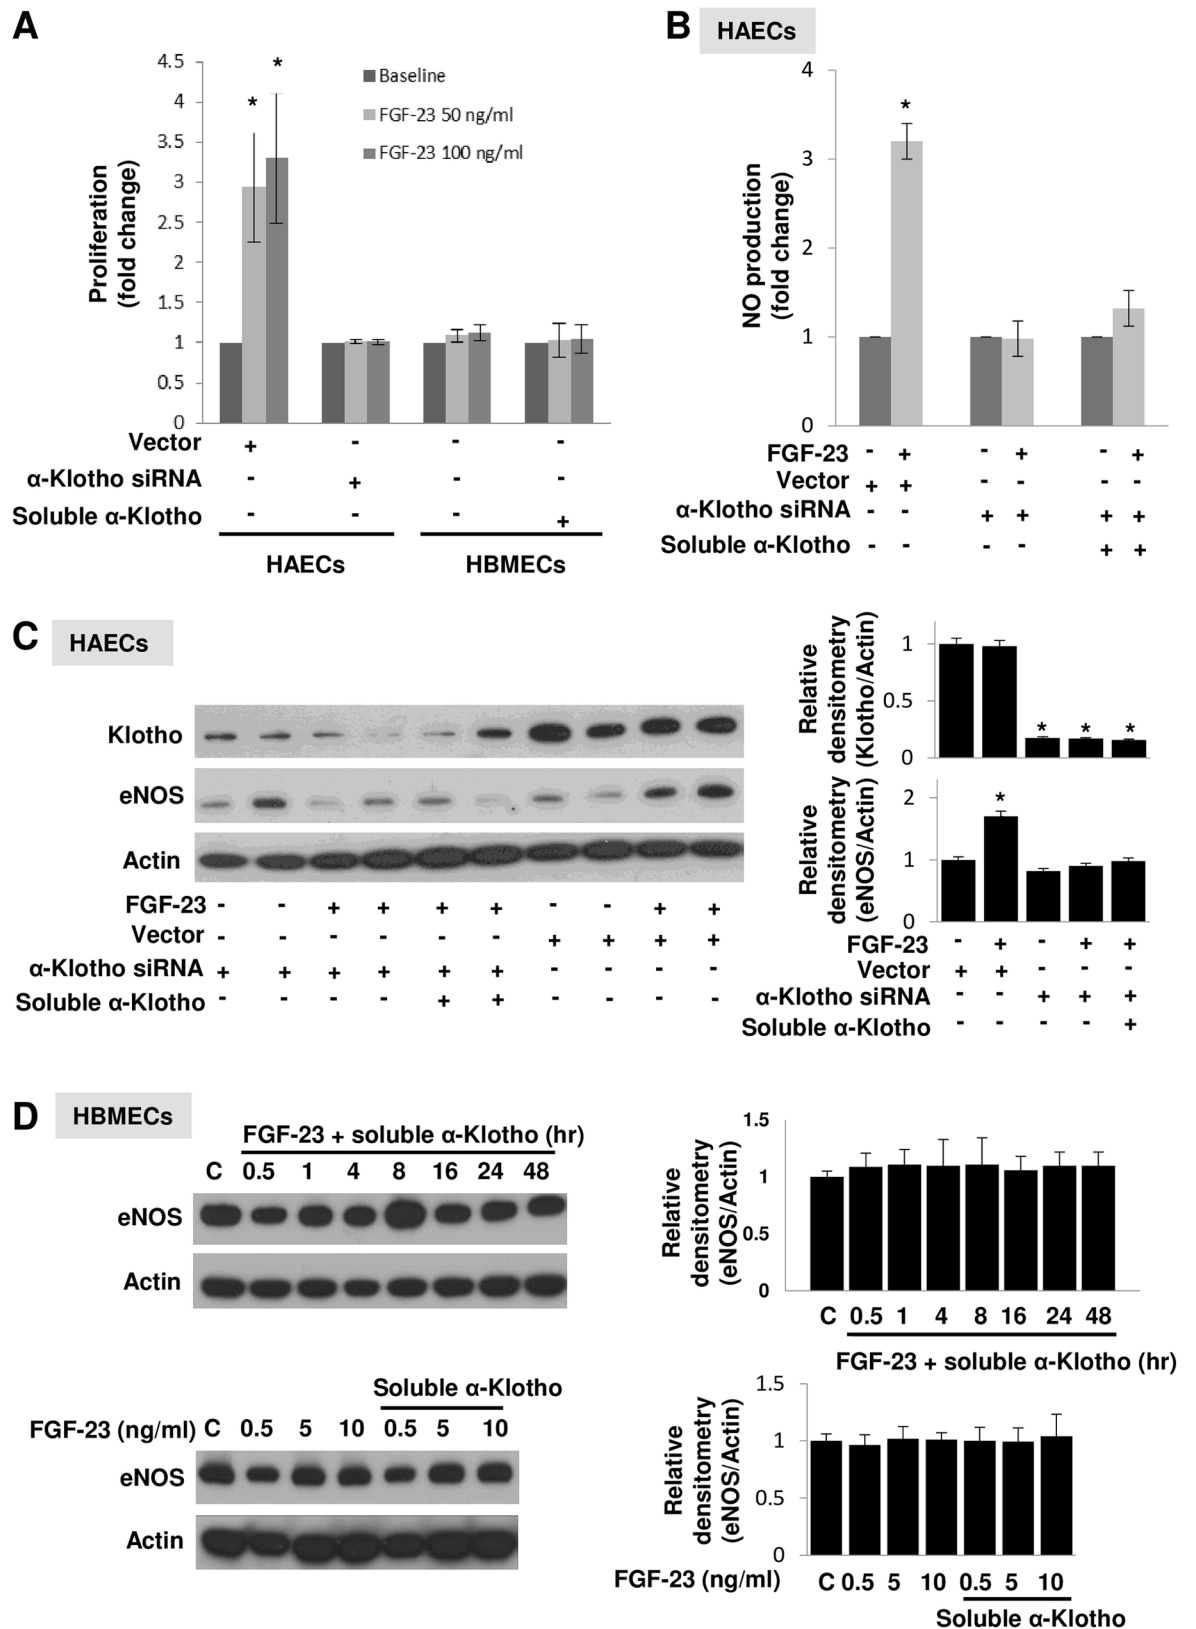 A
4.5
4
3.5
3
2.5
2
1.5
1
0.5
0
Proliferation
(fold change)
*
*
Baseline
FGF-23 50 ng/ml
FGF-23 100 ng/ml
Vector + - - -
α-Klotho siRNA - + - -
Soluble α-Klotho - - - +
HAECs HBMECs
B HAECs
4
3
2
1
0
NO production
(fold change)
*
FGF-23 - + - + - +
Vector + + - - - -
α-Klotho siRNA - - + + + +
Soluble α-Klotho - - - - + +
C HAECs
Klotho
eNOS
Actin
FGF-23 - - + + + + - - + +
Vector - - - - - - + + + +
α-Klotho siRNA + + + + + + - - - -
Soluble α-Klotho - - - - + + - - - -
Relative
densitometry
(Klotho/Actin)
1
0.5
0
* * *
Relative
densitometry
(eNOS/Actin)
2
1
0
*
FGF-23 - + - + +
Vector + + - - -
α-Klotho siRNA - - + + +
Soluble α-Klotho - - - - +
D HBMECs
FGF-23 + soluble α-Klotho (hr)
C 0.5 1 4 8 16 24 48
eNOS
Actin
Relative
densitometry
(eNOS/Actin)
1.5
1
0.5
0
C 0.5 1 4 8 16 24 48
FGF-23 + soluble α-Klotho (hr)
Soluble α-Klotho
FGF-23 (ng/ml) C 0.5 5 10 0.5 5 10
eNOS
Actin
Relative
densitometry
(eNOS/Actin)
1.5
1
0.5
0
FGF-23 (ng/ml) C 0.5 5 10 0.5 5 10
Soluble α-Klotho